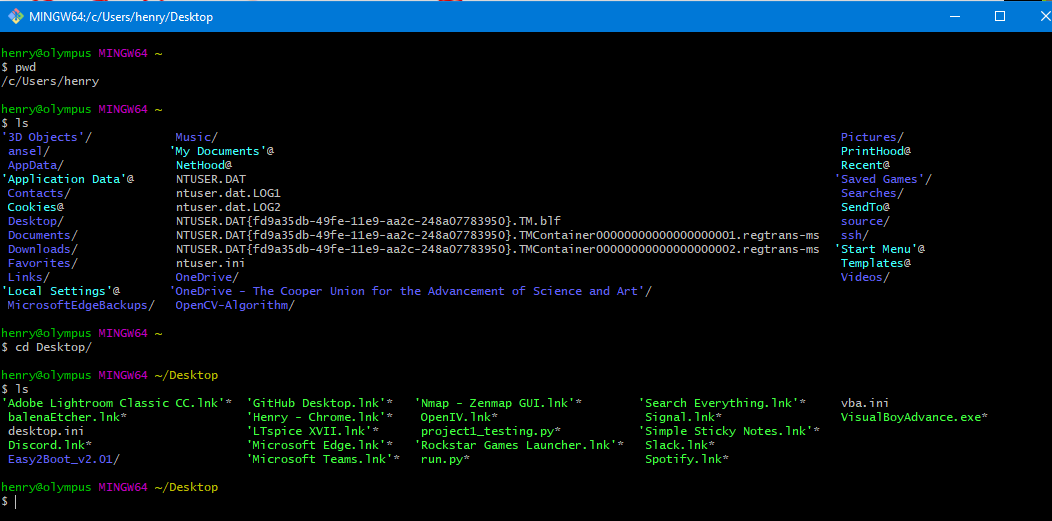 MINGW64:/c/Users/henry/Desktop
henry@olympus MINGW64 ~
$ pwd
/c/Users/henry
henry@olympus MINGW64 ~
$ ls
'3D Objects'/ Music/ Pictures/
ansel/ 'My Documents'@ PrintHood@
AppData/ NetHood@ Recent@
'Application Data'@ NTUSER.DAT 'Saved Games'/
Contacts/ ntuser.dat.LOG1 Searches/
Cookies@ ntuser.dat.LOG2 SendTo@
Desktop/ NTUSER.DAT{fd9a35db-49fe-11e9-aa2c-248a07783950}.TM.blf source/
Documents/ NTUSER.DAT{fd9a35db-49fe-11e9-aa2c-248a07783950}.TMContainer00000000000000000001.regtrans-ms ssh/
Downloads/ NTUSER.DAT{fd9a35db-49fe-11e9-aa2c-248a07783950}.TMContainer00000000000000000002.regtrans-ms 'Start Menu'@
Favorites/ ntuser.ini Templates@
Links/ OneDrive/ Videos/
'Local Settings'@ 'OneDrive - The Cooper Union for the Advancement of Science and Art'/
MicrosoftEdgeBackups/ OpenCV-Algorithm/
henry@olympus MINGW64 ~
$ cd Desktop/
henry@olympus MINGW64 ~/Desktop
$ ls
'Adobe Lightroom Classic CC.lnk'* 'GitHub Desktop.lnk'* 'Nmap - Zenmap GUI.lnk'* 'Search Everything.lnk'* vba.ini
balenaEtcher.lnk* 'Henry - Chrome.lnk'* OpenIV.lnk* Signal.lnk* VisualBoyAdvance.exe*
desktop.ini 'LTspice XVII.lnk'* project1_testing.py* 'Simple Sticky Notes.lnk'*
Discord.lnk* 'Microsoft Edge.lnk'* 'Rockstar Games Launcher.lnk'* Slack.lnk*
Easy2Boot_v2.01/ 'Microsoft Teams.lnk'* run.py* Spotify.lnk*
henry@olympus MINGW64 ~/Desktop
$